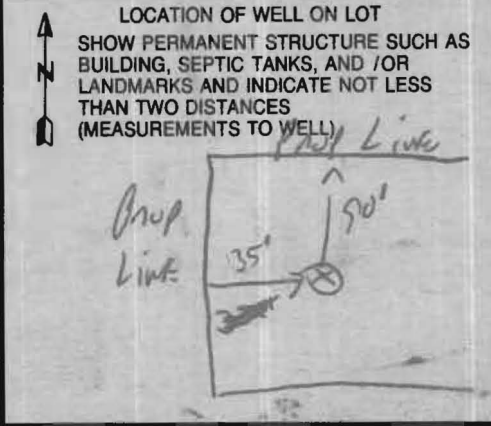 LOCATION OF WELL ON LOT
SHOW PERMANENT STRUCTURE SUCH AS
BUILDING, SEPTIC TANKS, AND /OR
LANDMARKS AND INDICATE NOT LESS
THAN TWO DISTANCES
(MEASUREMENTS TO WELL)
N
Prop Line
Prop
Line
35'
90'